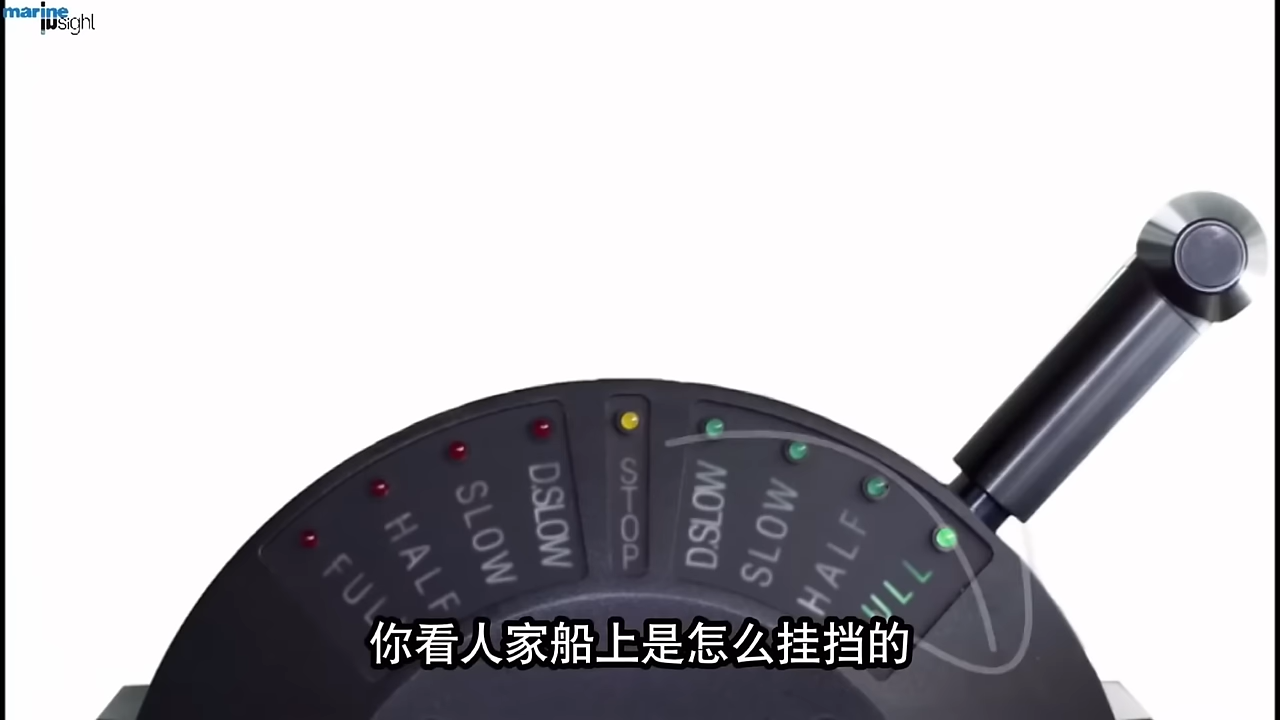 marine
insight
FULL
HALF
SLOW
D.SLOW
STOP
D.SLOW
SLOW
HALF
FULL
你看人家船上是怎么挂挡的